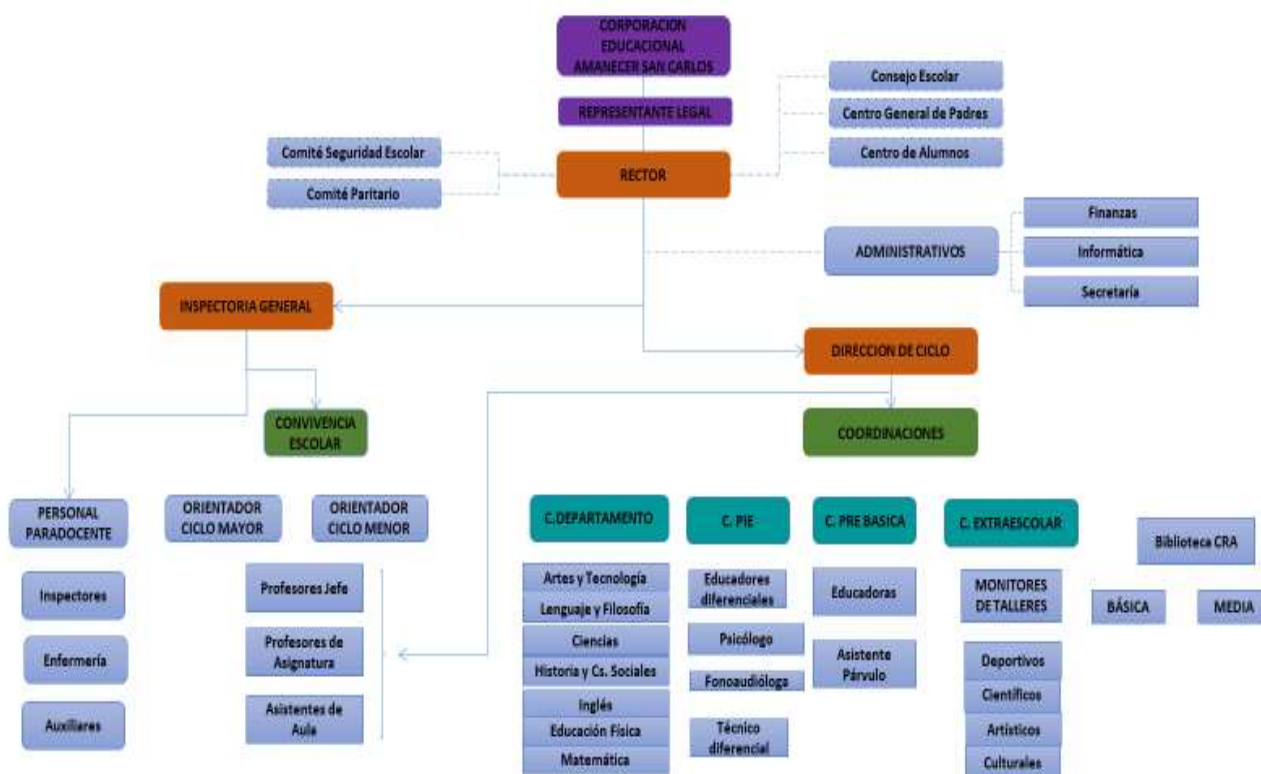 CORPORACION
EDUCACIONAL
AMANECER SAN CARLOS
REPRESENTANTE LEGAL
Consejo Escolar
Centro General de Padres
Centro de Alumnos
Comité Seguridad Escolar
Comité Paritario
RECTOR
Finanzas
ADMINISTRATIVOS
Informática
Secretaría
INSPECTORIA GENERAL
DIRECCION DE CICLO
CONVIVENCIA
ESCOLAR
COORDINACIONES
PERSONAL
PARADOCENTE
ORIENTADOR
CICLO MAYOR
ORIENTADOR
CICLO MENOR
C.DEPARTAMENTO
C. PIE
C. PRE BASICA
C. EXTRAESCOLAR
Biblioteca CRA
Inspectores
Enfermería
Auxiliares
Profesores Jefe
Profesores de
Asignatura
Asistentes de
Aula
Artes y Tecnología
Lenguaje y Filosofía
Ciencias
Historia y Cs. Sociales
Inglés
Educación Física
Matemática
Educadores
diferenciales
Psicólogo
Fonoaudióloga
Técnico
diferencial
Educadoras
Asistente
Párvulo
MONITORES
DE TALLERES
Deportivos
Científicos
Artísticos
Culturales
BÁSICA
MEDIA